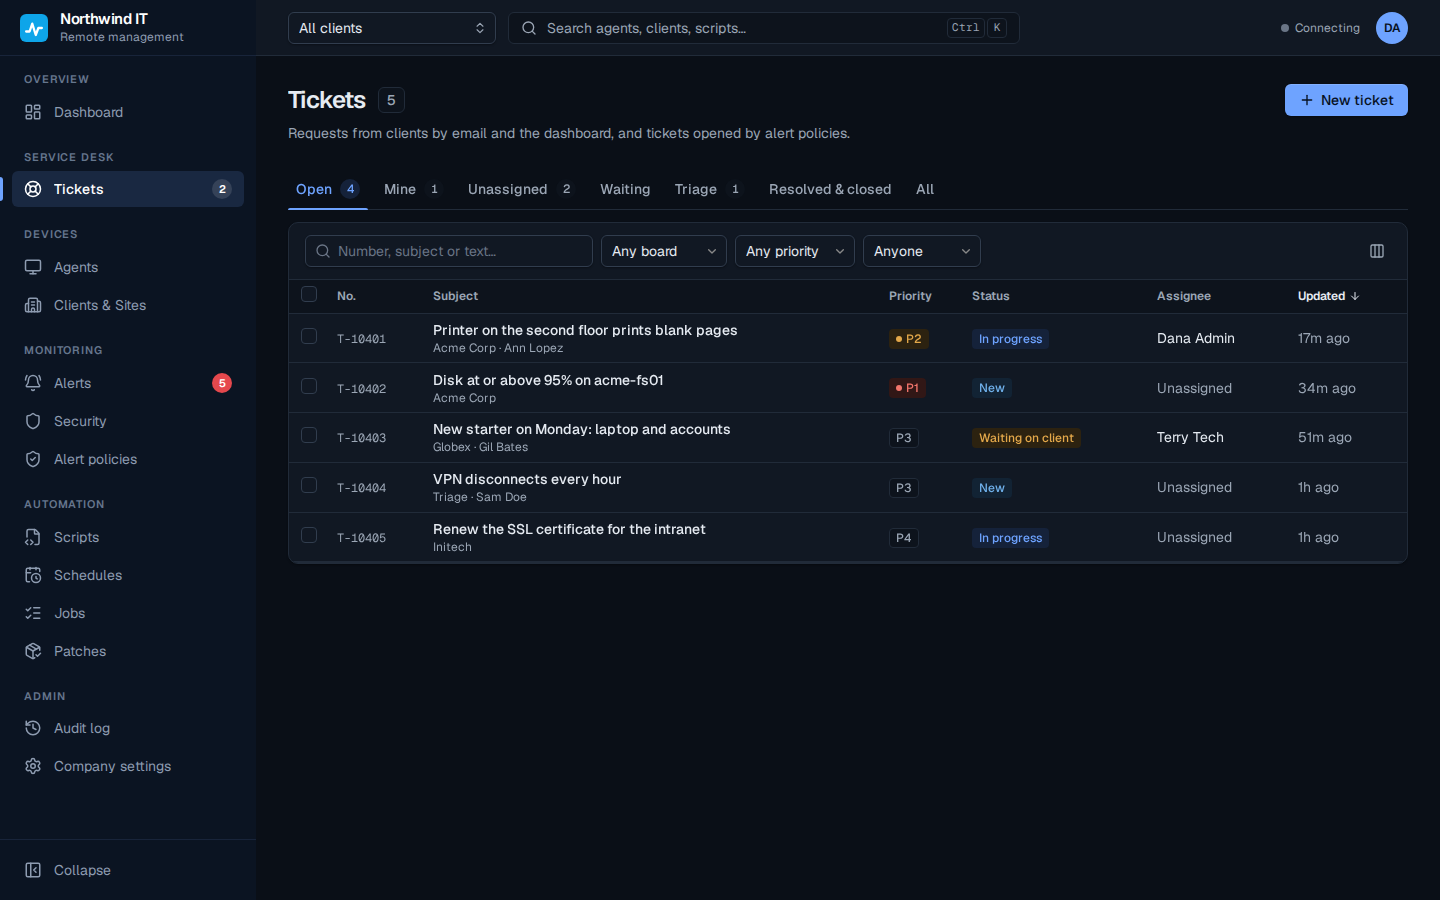 Northwind IT
Remote management
All clients
Search agents, clients, scripts...
Ctrl K
Connecting
DA
OVERVIEW
Dashboard
SERVICE DESK
Tickets 2
DEVICES
Agents
Clients & Sites
MONITORING
Alerts 5
Security
Alert policies
AUTOMATION
Scripts
Schedules
Jobs
Patches
ADMIN
Audit log
Company settings
Collapse
Tickets 5
New ticket
Requests from clients by email and the dashboard, and tickets opened by alert policies.
Open 4 Mine 1 Unassigned 2 Waiting Triage 1 Resolved & closed All
Number, subject or text... Any board Any priority Anyone
No. Subject Priority Status Assignee Updated
T-10401 Printer on the second floor prints blank pages P2 In progress Dana Admin 17m ago
Acme Corp · Ann Lopez
T-10402 Disk at or above 95% on acme-fs01 P1 New Unassigned 34m ago
Acme Corp
T-10403 New starter on Monday: laptop and accounts P3 Waiting on client Terry Tech 51m ago
Globex · Gil Bates
T-10404 VPN disconnects every hour P3 New Unassigned 1h ago
Triage · Sam Doe
T-10405 Renew the SSL certificate for the intranet P4 In progress Unassigned 1h ago
Initech